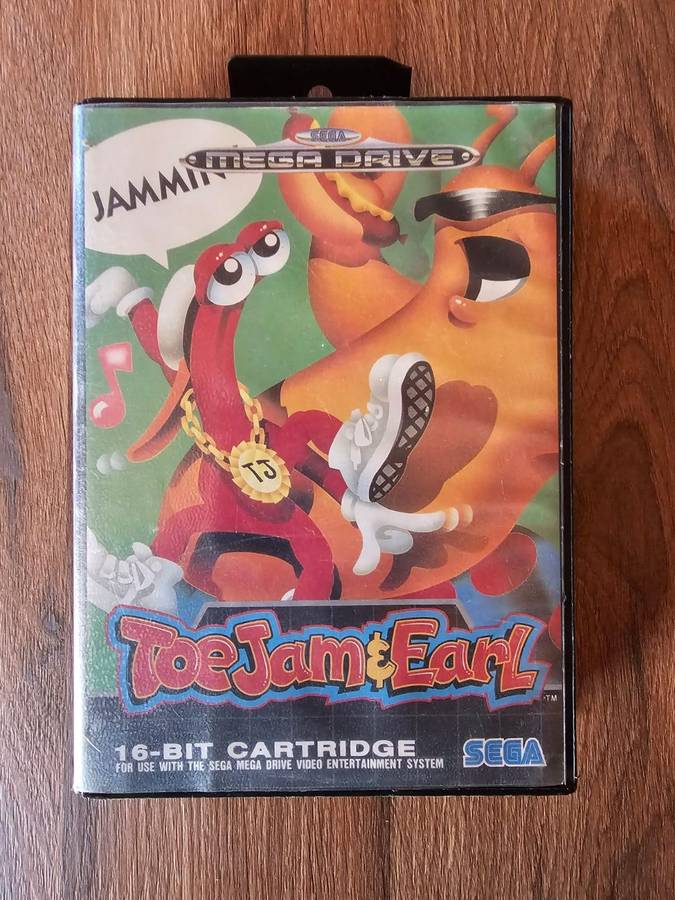 SEGA
MEGA DRIVE
JAMMIN'
TJ
ToeJam & Earl
TM
16-BIT CARTRIDGE
FOR USE WITH THE SEGA MEGA DRIVE VIDEO ENTERTAINMENT SYSTEM
SEGA